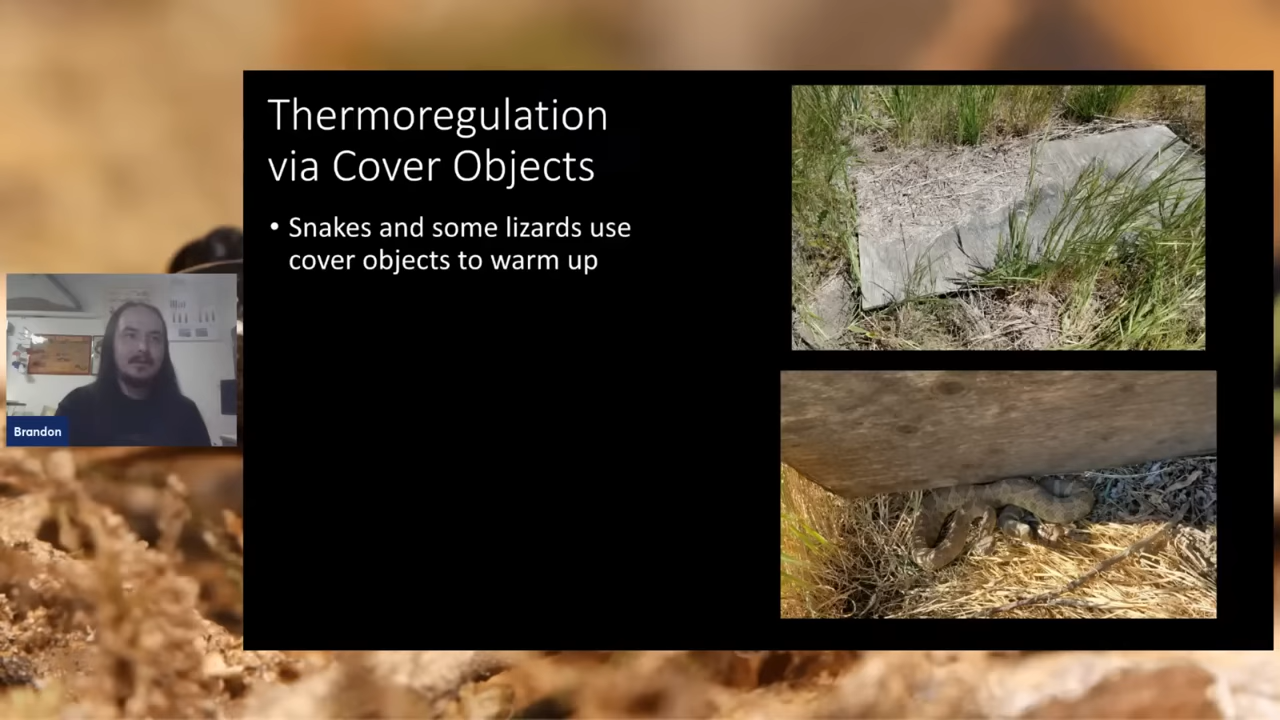 Thermoregulation
via Cover Objects
• Snakes and some lizards use
cover objects to warm up
Brandon